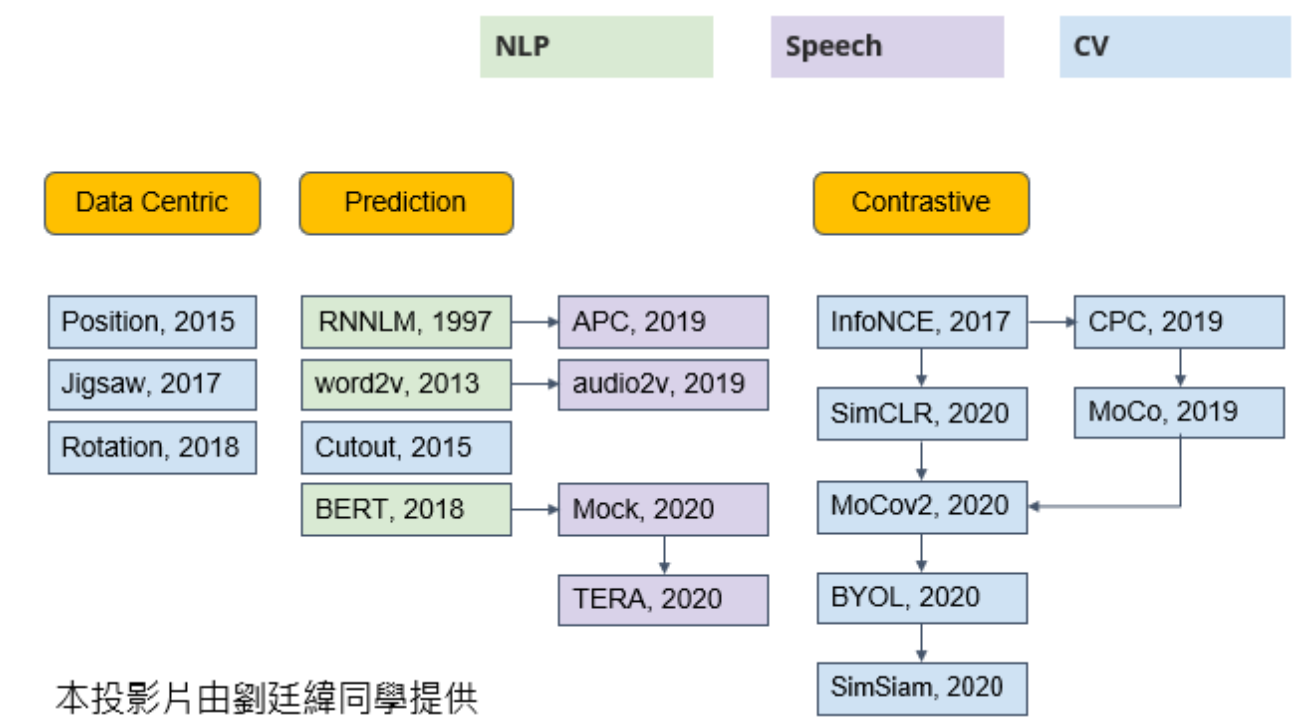 NLP
Speech
CV
Data Centric
Prediction
Contrastive
Position, 2015
RNNLM, 1997
APC, 2019
InfoNCE, 2017
CPC, 2019
Jigsaw, 2017
word2v, 2013
audio2v, 2019
SimCLR, 2020
MoCo, 2019
Rotation, 2018
Cutout, 2015
BERT, 2018
Mock, 2020
MoCov2, 2020
TERA, 2020
BYOL, 2020
SimSiam, 2020
本投影片由劉廷緯同學提供